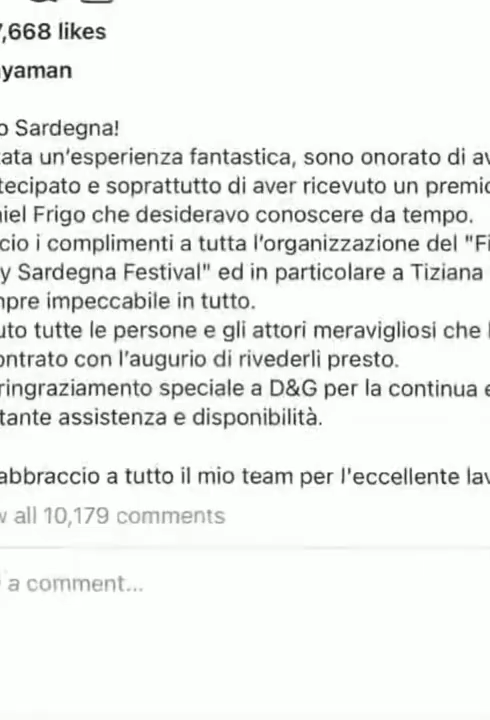 7,668 likes
yaman
Sardegna!
ata un'esperienza fantastica, sono onorato di av
tecipato e soprattutto di aver ricevuto un premio
iel Frigo che desideravo conoscere da tempo.
cio i complimenti a tutta l'organizzazione del "Fi
y Sardegna Festival" ed in particolare a Tiziana
pre impeccabile in tutto.
uto tutte le persone e gli attori meravigliosi che
ontrato con l'augurio di rivederli presto.
ringraziamento speciale a D&G per la continua e
tante assistenza e disponibilità.
abbraccio a tutto il mio team per l'eccellente lav
all 10,179 comments
a comment...